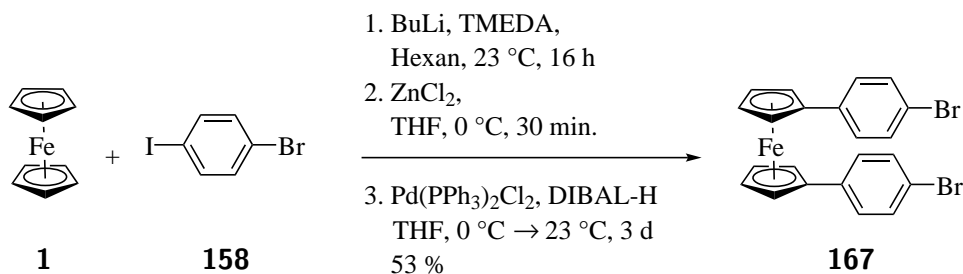 1. BuLi, TMEDA,
Hexan, 23 °C, 16 h
2. ZnCl2,
THF, 0 °C, 30 min.
Fe + I Br
Fe Br Br
3. Pd(PPh3)2Cl2, DIBAL-H
THF, 0 °C → 23 °C, 3 d
53 %
1 158 167